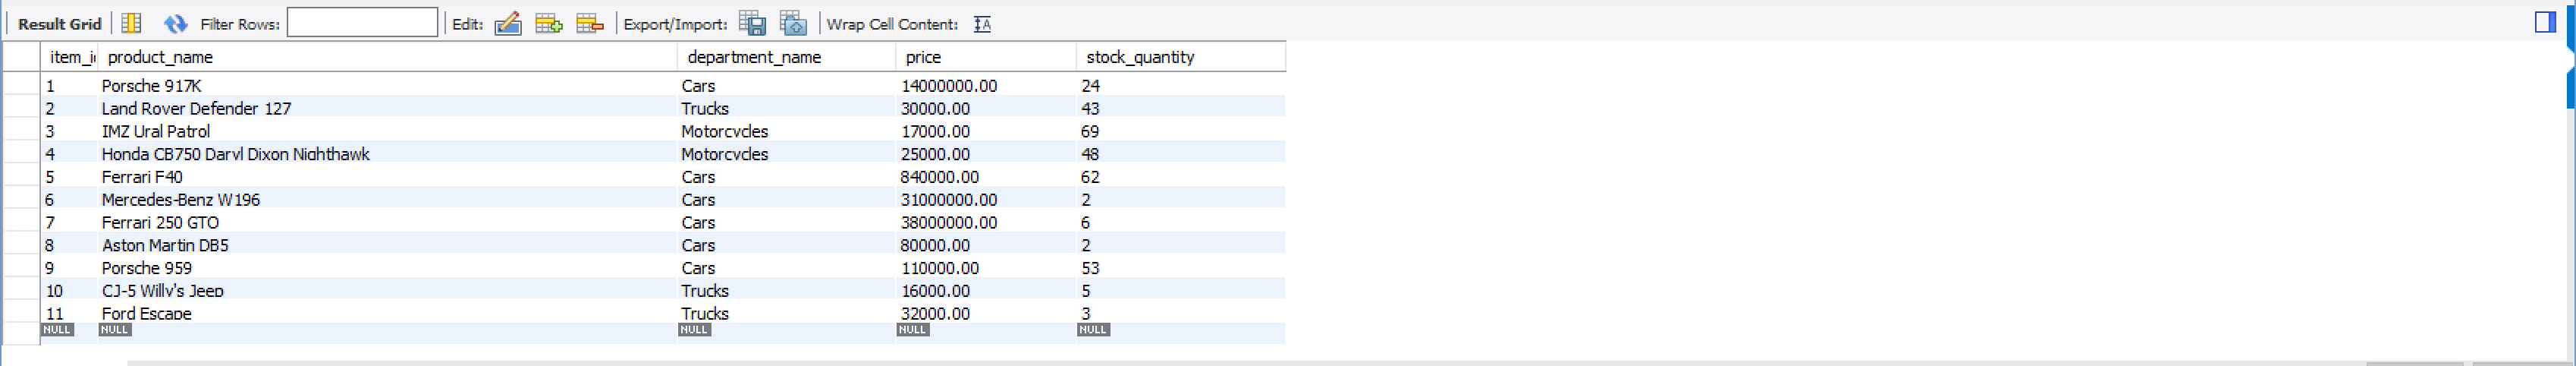 Result Grid Filter Rows: Edit: Export/Import: Wrap Cell Content:
item_i product_name department_name price stock_quantity
1 Porsche 917K Cars 14000000.00 24
2 Land Rover Defender 127 Trucks 30000.00 43
3 IMZ Ural Patrol Motorcycles 17000.00 69
4 Honda CB750 Daryl Dixon Nighthawk Motorcycles 25000.00 48
5 Ferrari F40 Cars 840000.00 62
6 Mercedes-Benz W196 Cars 31000000.00 2
7 Ferrari 250 GTO Cars 38000000.00 6
8 Aston Martin DB5 Cars 80000.00 2
9 Porsche 959 Cars 110000.00 53
10 CJ-5 Willy's Jeep Trucks 16000.00 5
11 Ford Escape Trucks 32000.00 3
NULL NULL NULL NULL NULL